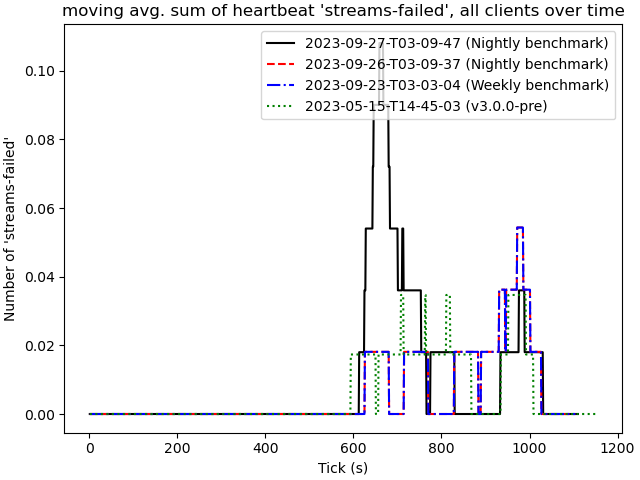 moving avg. sum of heartbeat 'streams-failed', all clients over time
2023-09-27-T03-09-47 (Nightly benchmark)
2023-09-26-T03-09-37 (Nightly benchmark)
2023-09-23-T03-03-04 (Weekly benchmark)
2023-05-15-T14-45-03 (v3.0.0-pre)
Number of 'streams-failed'
0.10
0.08
0.06
0.04
0.02
0.00
0 200 400 600 800 1000 1200
Tick (s)